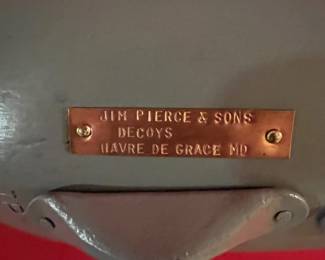 JIM PIERCE & SONS
DECOYS
HAVRE DE GRACE MD